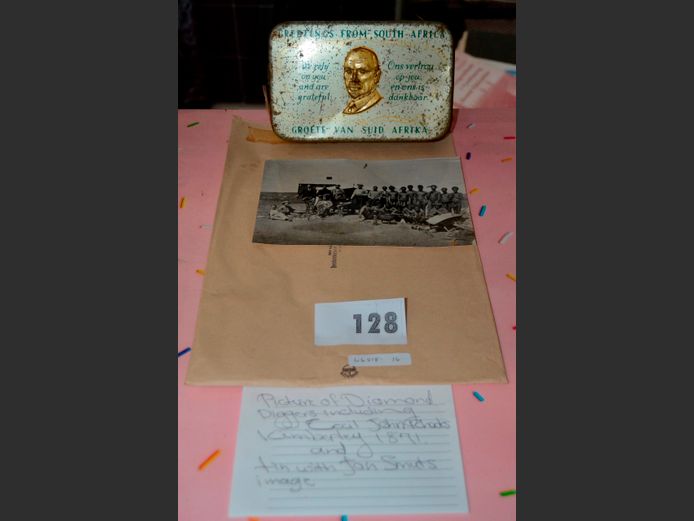 GREETINGS FROM SOUTH AFRICA
We rely
on you
and are
grateful
Ons vertrou
op jou
en ons is
dankbaar
GROETE VAN SUID AFRIKA
128
Picture of Diamond
Diggers including
Cecil John Rhodes
Kimberley 1871
and
tin with Jan Smuts
image